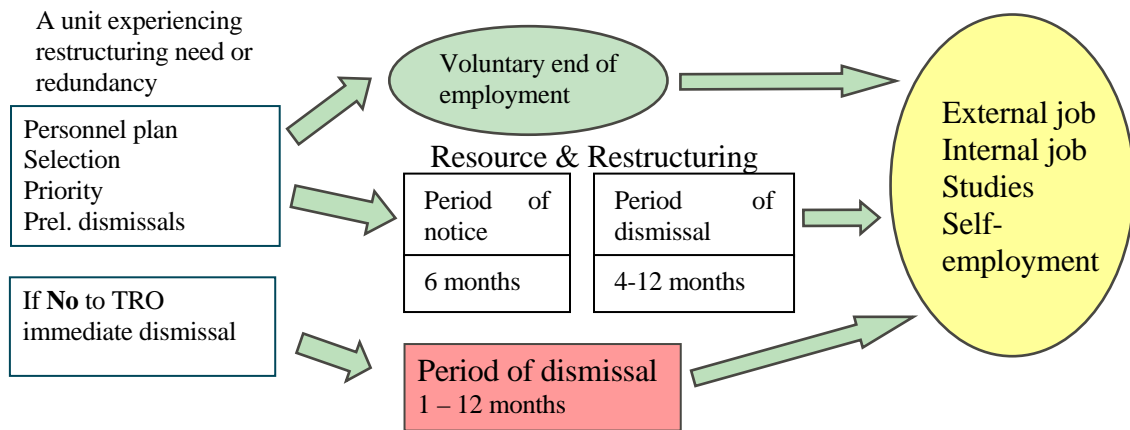 A unit experiencing
restructuring need or
redundancy
Personnel plan
Selection
Priority
Prel. dismissals
If No to TRO
immediate dismissal
Voluntary end of
employment
Resource & Restructuring
Period of
notice
6 months
Period of
dismissal
4-12 months
Period of dismissal
1 – 12 months
External job
Internal job
Studies
Self-
employment